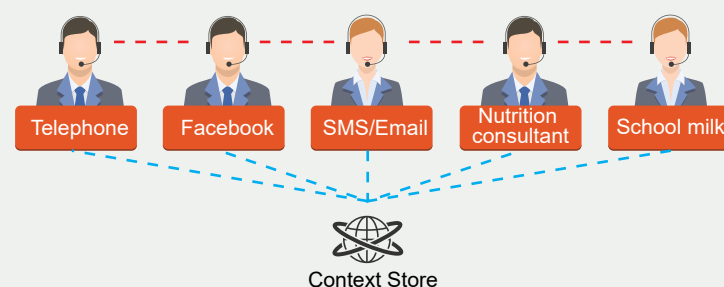 Telephone
Facebook
SMS/Email
Nutrition
consultant
School milk
Context Store